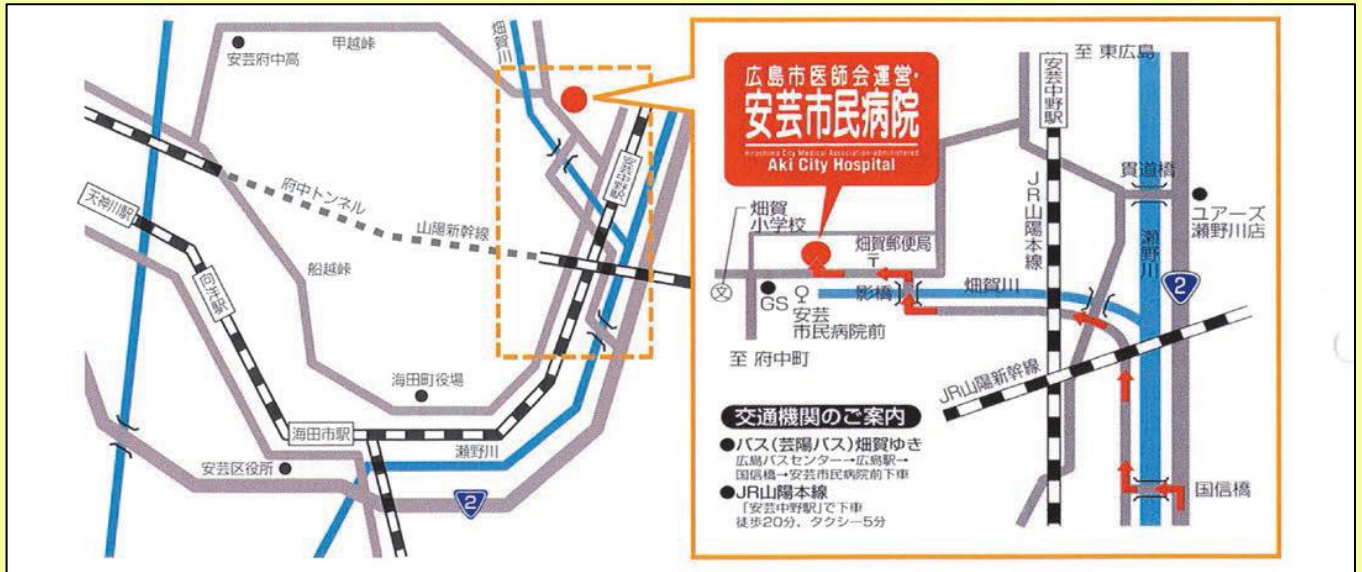 安芸府中高
甲越峠
畑賀川
府中トンネル
山陽新幹線
安芸中野駅
天神川駅
向洋駅
船越峠
海田町役場
海田市駅
瀬野川
安芸区役所
2
広島市医師会運営・
安芸市民病院
Hiroshima City Medical Association-administered
Aki City Hospital
至 東広島
安芸中野駅
貫道橋
JR山陽本線
瀬野川
ユアーズ
瀬野川店
2
畑賀
小学校
畑賀郵便局
〒
文
GS
安芸
市民病院前
影橋
畑賀川
至 府中町
JR山陽新幹線
国信橋
交通機関のご案内
●バス(芸陽バス)畑賀ゆき
広島バスセンター→広島駅→
国信橋→安芸市民病院前下車
●JR山陽本線
「安芸中野駅」で下車
徒歩20分、タクシー5分